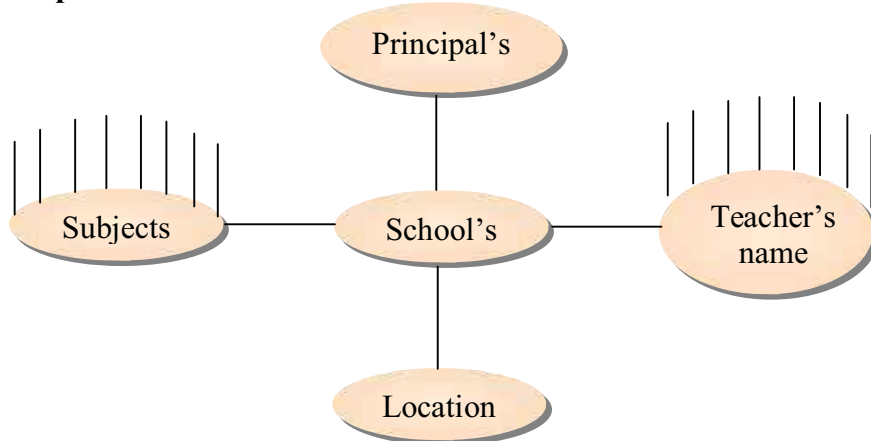 Principal's
Subjects
School's
Teacher's
name
Location